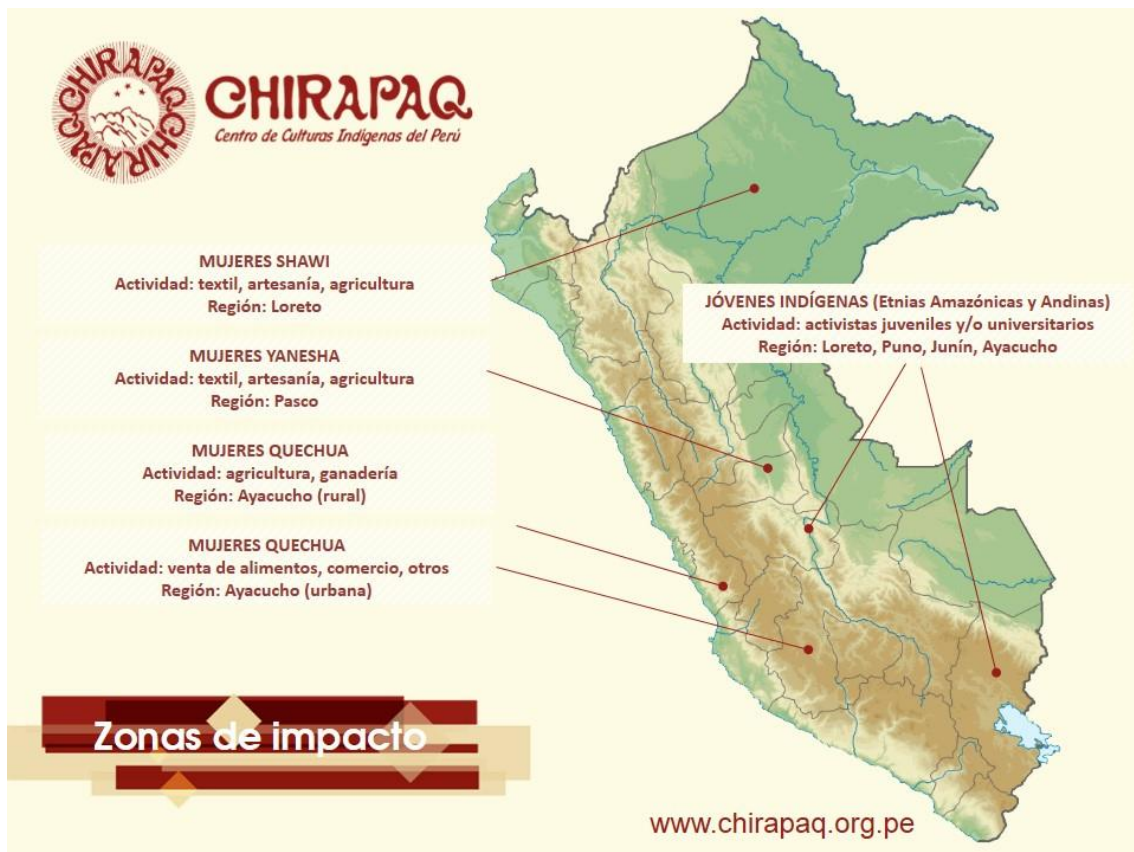 CHIRAPAQ·CHIRAPAQ·CHIRAPAQ
CHIRAPAQ
Centro de Culturas Indígenas del Perú
MUJERES SHAWI
Actividad: textil, artesanía, agricultura
Región: Loreto
MUJERES YANESHA
Actividad: textil, artesanía, agricultura
Región: Pasco
MUJERES QUECHUA
Actividad: agricultura, ganadería
Región: Ayacucho (rural)
MUJERES QUECHUA
Actividad: venta de alimentos, comercio, otros
Región: Ayacucho (urbana)
JÓVENES INDÍGENAS (Etnias Amazónicas y Andinas)
Actividad: activistas juveniles y/o universitarios
Región: Loreto, Puno, Junín, Ayacucho
Zonas de impacto
www.chirapaq.org.pe